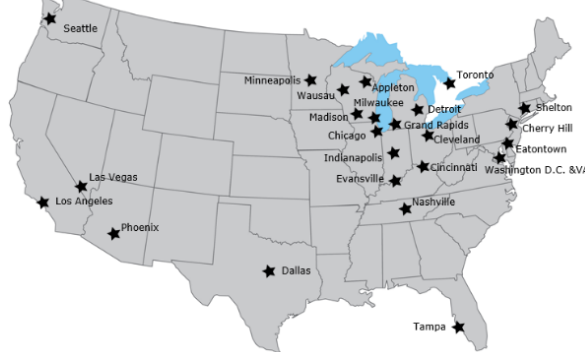 Seattle
Toronto
Minneapolis
Appleton
Wausau
Milwaukee
Detroit
Shelton
Madison
Grand Rapids
Cherry Hill
Chicago
Cleveland
Eatontown
Indianapolis
Cincinnati
Washington D.C. &VA
Evansville
Las Vegas
Los Angeles
Nashville
Phoenix
Dallas
Tampa